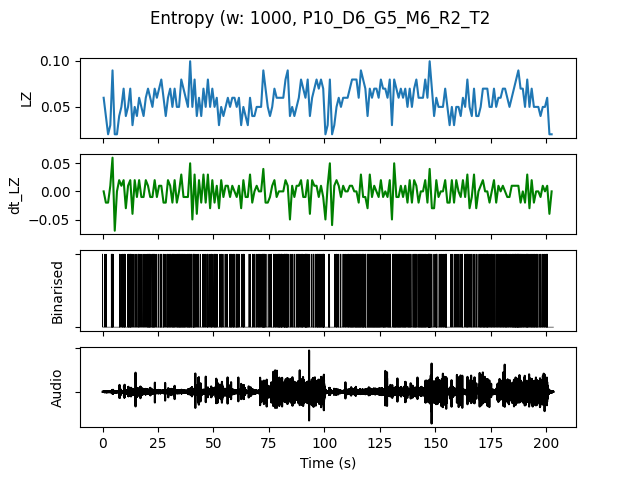 Entropy (w: 1000, P10_D6_G5_M6_R2_T2
0.10
0.05
LZ
0.05
0.00
−0.05
dt_LZ
Binarised
Audio
0 25 50 75 100 125 150 175 200
Time (s)